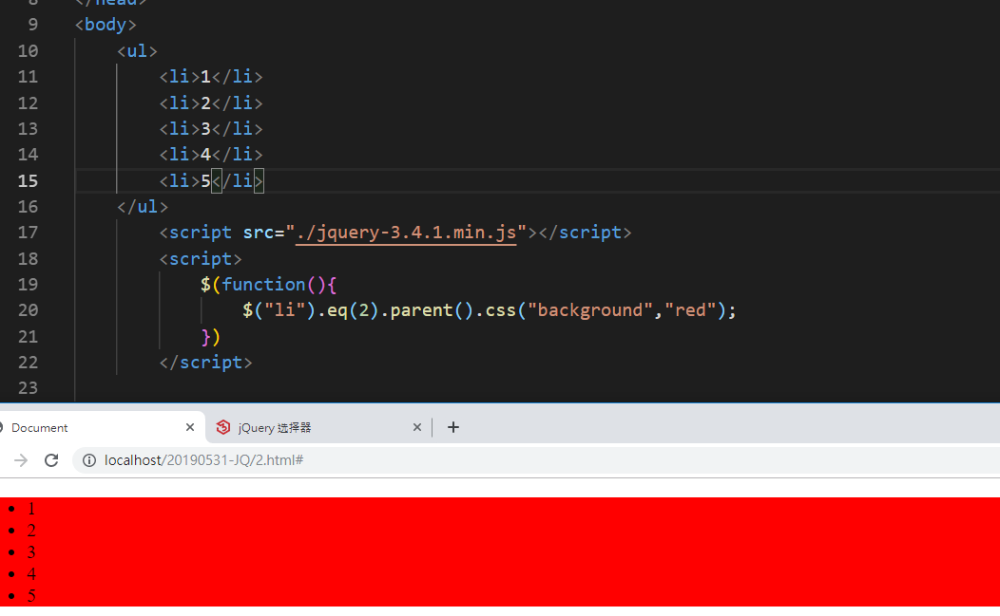 8 </head>
9 <body>
10 <ul>
11 <li>1</li>
12 <li>2</li>
13 <li>3</li>
14 <li>4</li>
15 <li>5</li>
16 </ul>
17 <script src="./jquery-3.4.1.min.js"></script>
18 <script>
19 $(function(){
20 $("li").eq(2).parent().css("background","red");
21 })
22 </script>
23
Document
jQuery 选择器
localhost/20190531-JQ/2.html#
1
2
3
4
5